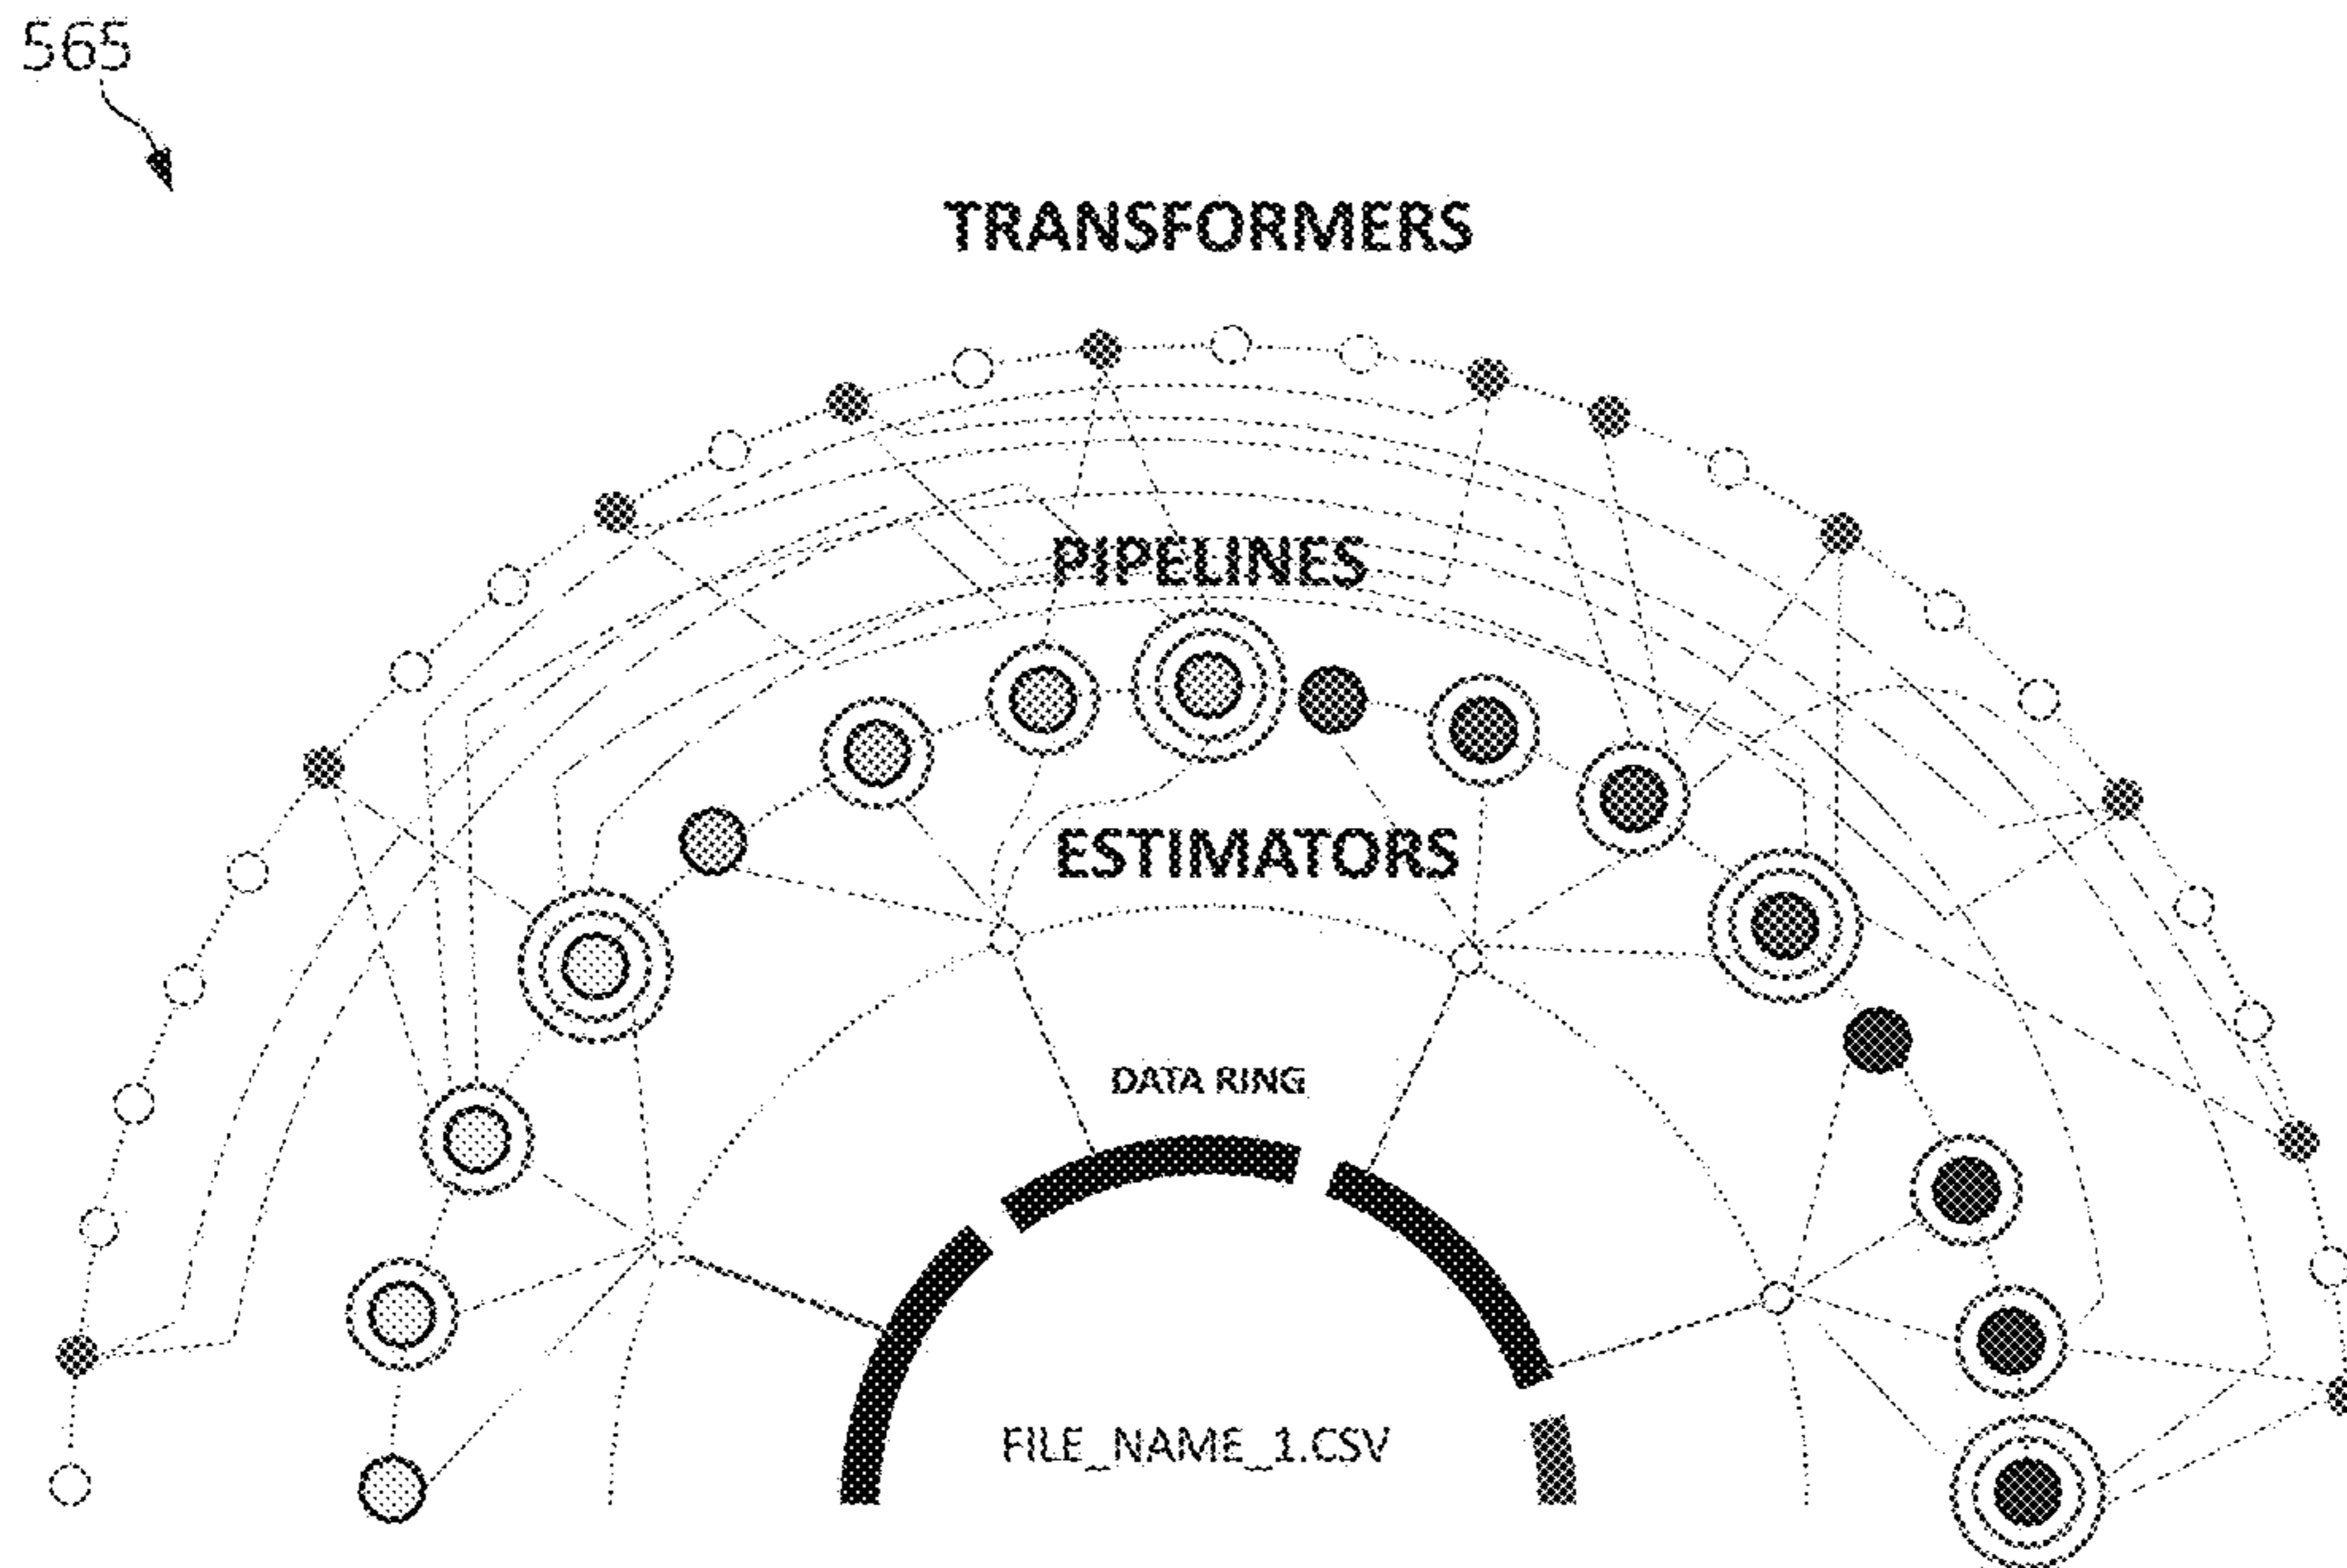 565
TRANSFORMERS
PIPELINES
ESTIMATORS
DATA RING
FILE_NAME_1.CSV